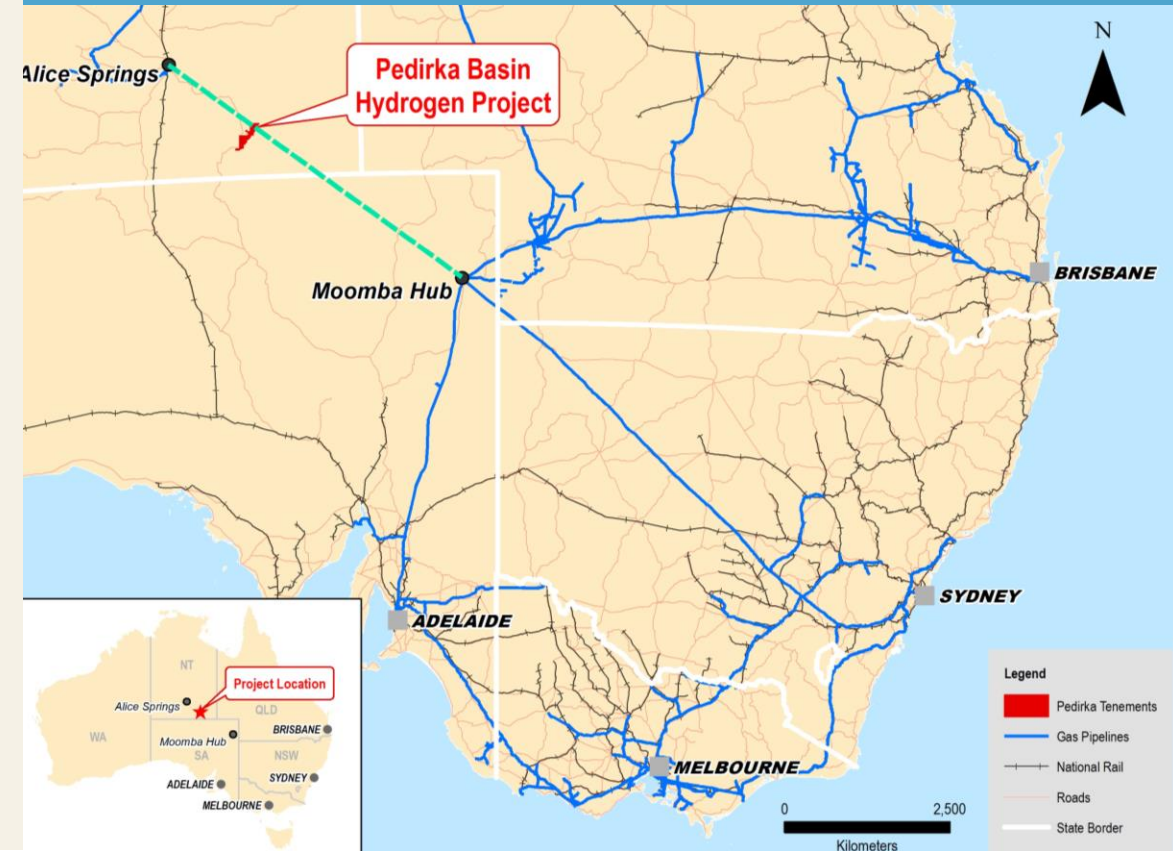 N
Alice Springs
Pedirka Basin
Hydrogen Project
Moomba Hub
BRISBANE
SYDNEY
ADELAIDE
MELBOURNE
NT
Project Location
Alice Springs
QLD
WA
BRISBANE
Moomba Hub
SA
NSW
ADELAIDE
SYDNEY
MELBOURNE
Legend
Pedirka Tenements
Gas Pipelines
National Rail
Roads
State Border
0 2,500
Kilometers